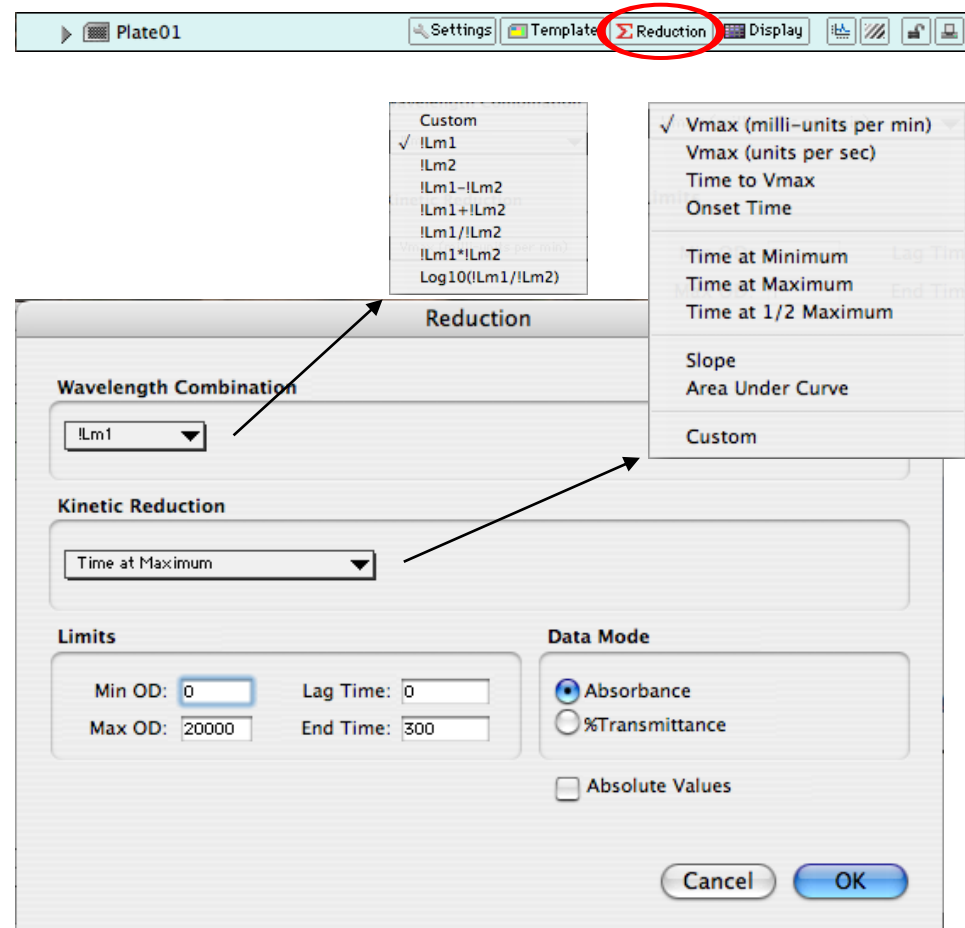 Plate01
Settings
Template
Reduction
Display
Custom
√ !Lm1
!Lm2
!Lm1-!Lm2
!Lm1+!Lm2
!Lm1/!Lm2
!Lm1*!Lm2
Log10(!Lm1/!Lm2)
√ Vmax (milli-units per min)
Vmax (units per sec)
Time to Vmax
Onset Time
Time at Minimum
Time at Maximum
Time at 1/2 Maximum
Slope
Area Under Curve
Custom
Reduction
Wavelength Combination
!Lm1
Kinetic Reduction
Time at Maximum
Limits
Min OD: 0
Lag Time: 0
Max OD: 20000
End Time: 300
Data Mode
Absorbance
%Transmittance
Absolute Values
Cancel
OK